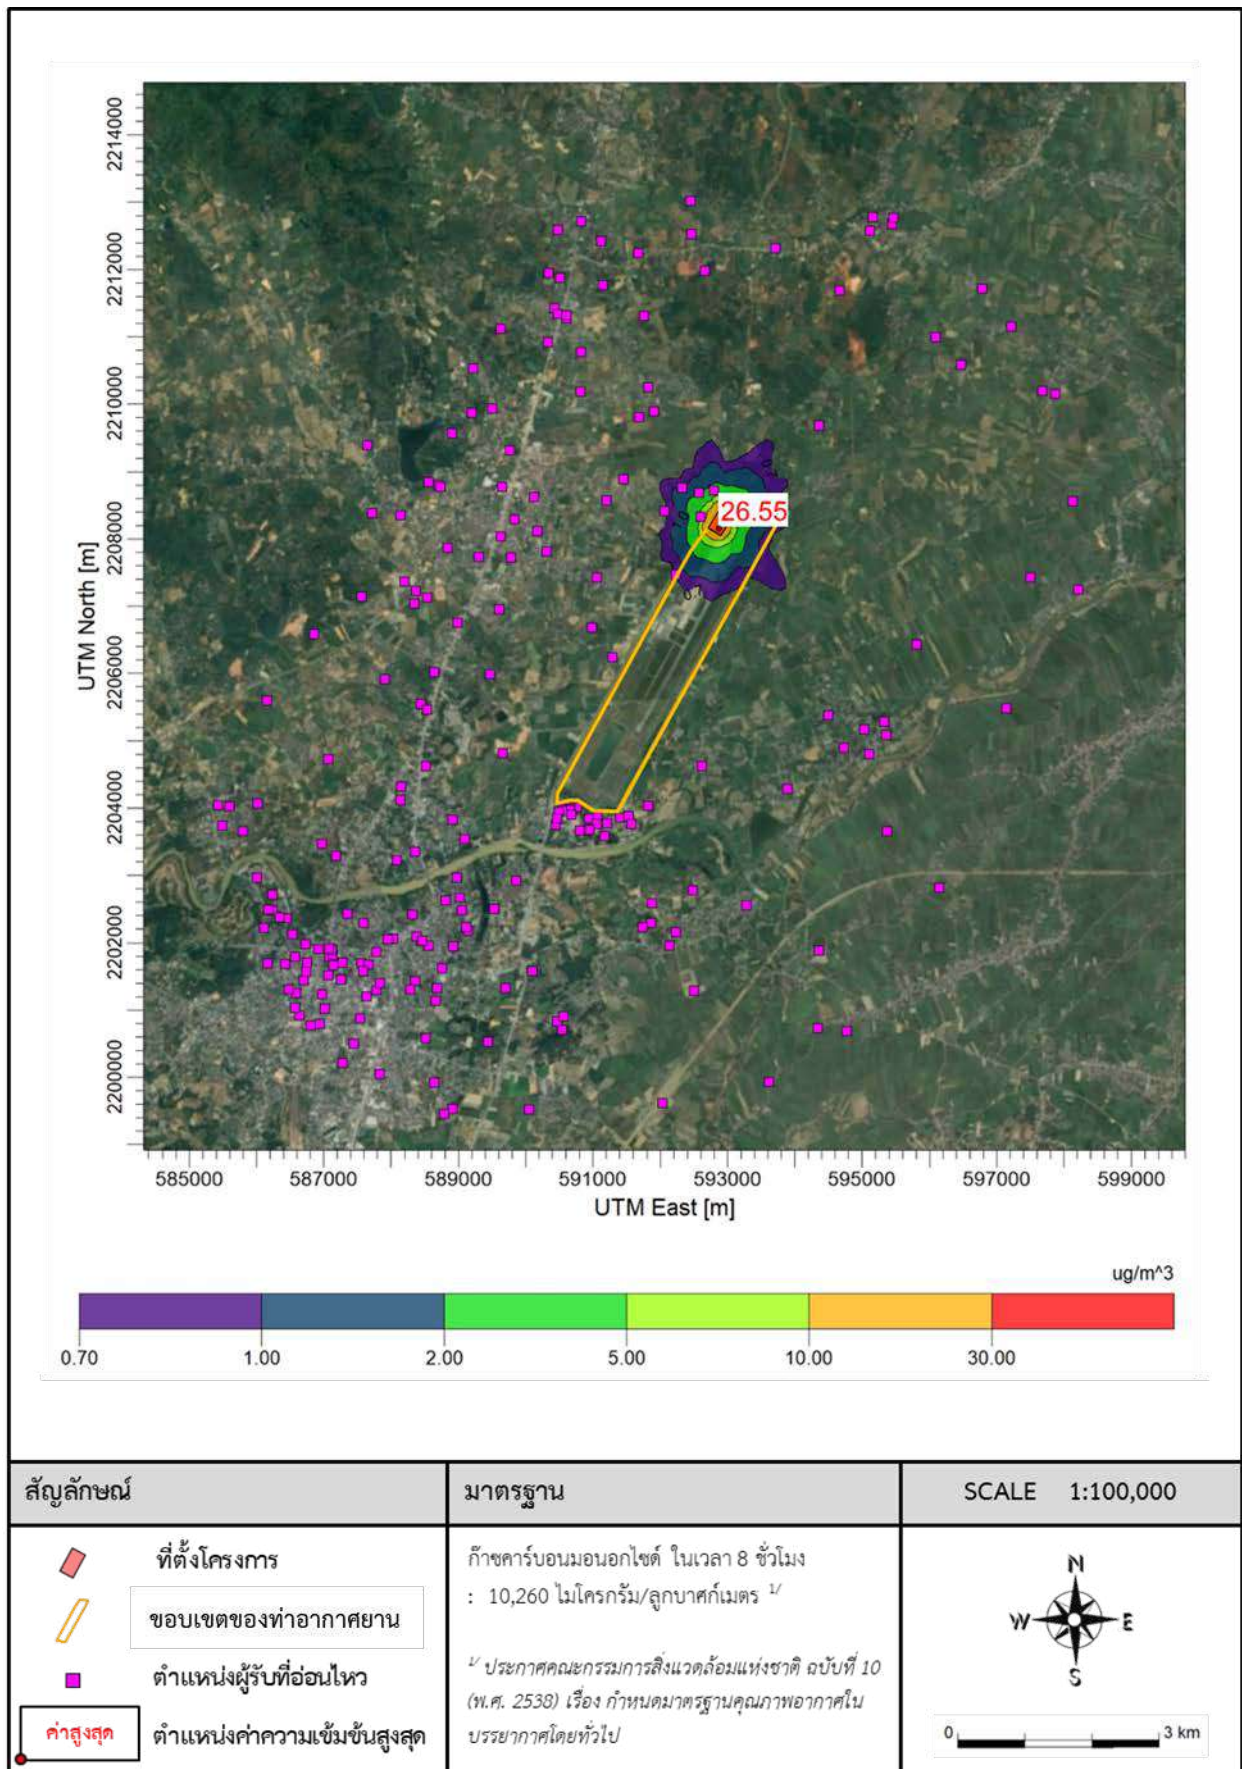 2214000
2212000
2210000
2208000
2206000
2204000
2202000
2200000
UTM North [m]
26.55
585000 587000 589000 591000 593000 595000 597000 599000
UTM East [m]
ug/m^3
0.70 1.00 2.00 5.00 10.00 30.00
สัญลักษณ์
ที่ตั้งโครงการ
ขอบเขตของท่าอากาศยาน
ตำแหน่งผู้รับที่อ่อนไหว
ค่าสูงสุด ตำแหน่งค่าความเข้มข้นสูงสุด
มาตรฐาน
ก๊าซคาร์บอนมอนอกไซด์ ในเวลา 8 ชั่วโมง
: 10,260 ไมโครกรัม/ลูกบาศก์เมตร 1/
1/ ประกาศคณะกรรมการสิ่งแวดล้อมแห่งชาติ ฉบับที่ 10
(พ.ศ. 2538) เรื่อง กำหนดมาตรฐานคุณภาพอากาศใน
บรรยากาศโดยทั่วไป
SCALE 1:100,000
N
W E
S
0 3 km